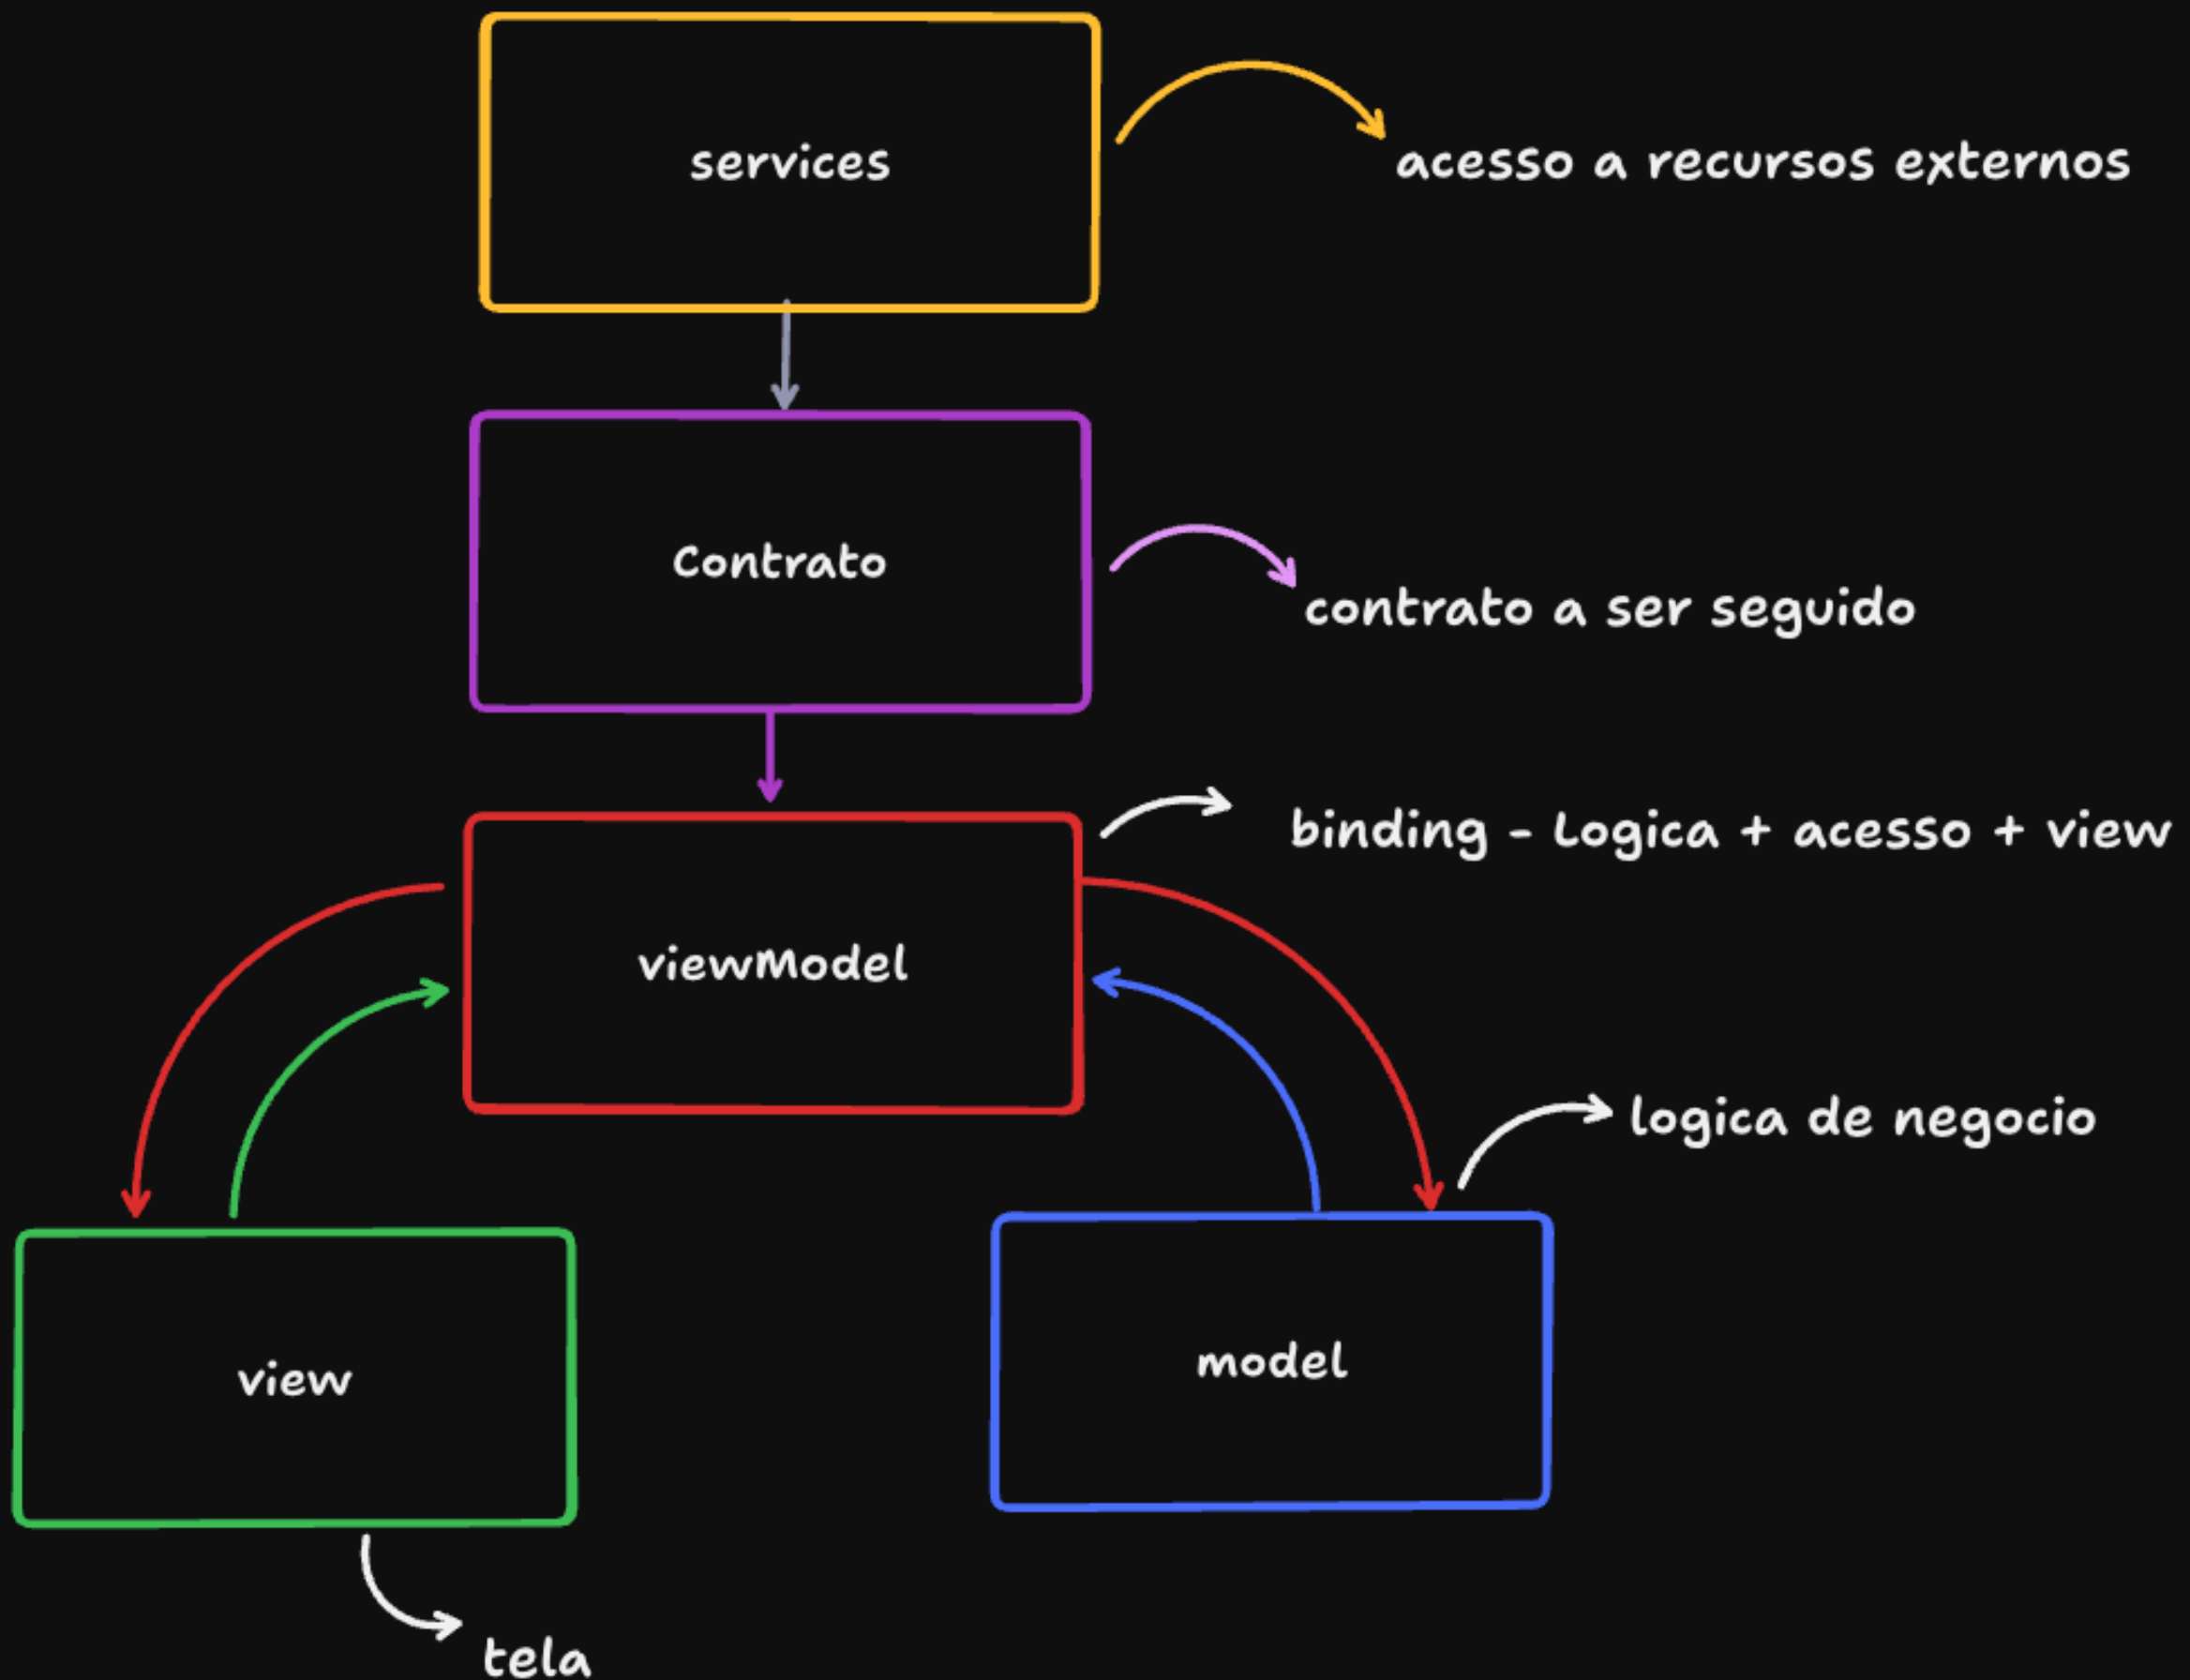 services
acesso a recursos externos
Contrato
contrato a ser seguido
binding - Logica + acesso + view
viewModel
logica de negocio
view
model
tela